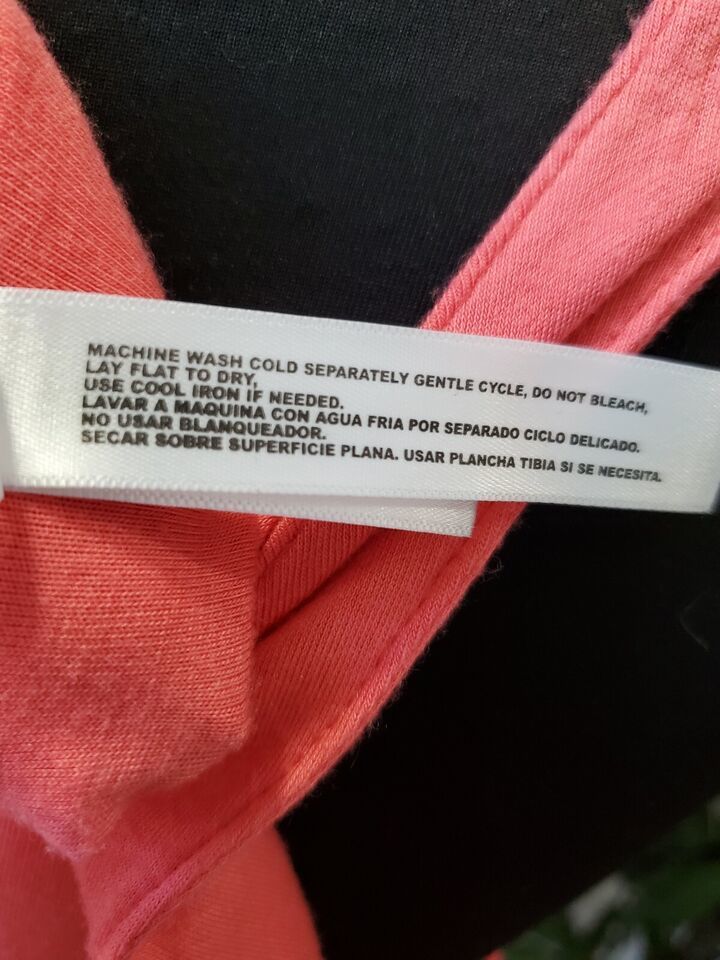 MACHINE WASH COLD SEPARATELY GENTLE CYCLE, DO NOT BLEACH,
LAY FLAT TO DRY,
USE COOL IRON IF NEEDED.
LAVAR A MAQUINA CON AGUA FRIA POR SEPARADO CICLO DELICADO.
NO USAR BLANQUEADOR.
SECAR SOBRE SUPERFICIE PLANA. USAR PLANCHA TIBIA SI SE NECESITA.